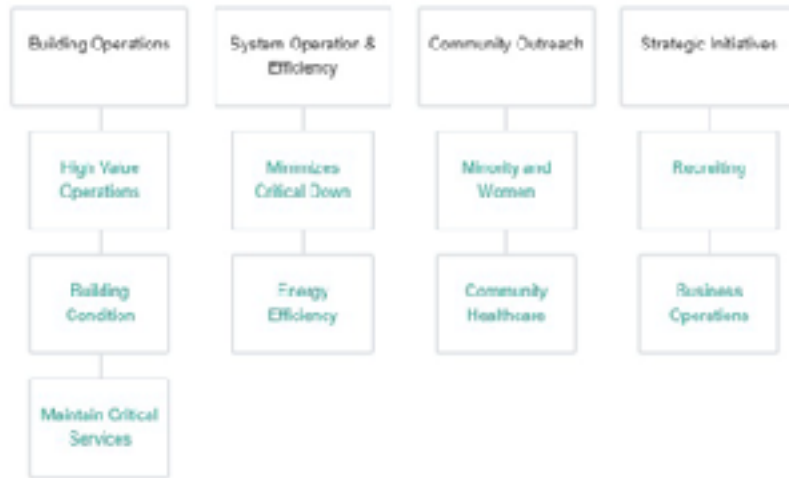 Building Operations
System Operation &
Efficiency
Community Outreach
Strategic Initiatives
High Value
Operations
Minimizes
Critical Down
Minority and
Women
Recruiting
Building
Condition
Energy
Efficiency
Community
Healthcare
Business
Operations
Maintain Critical
Services